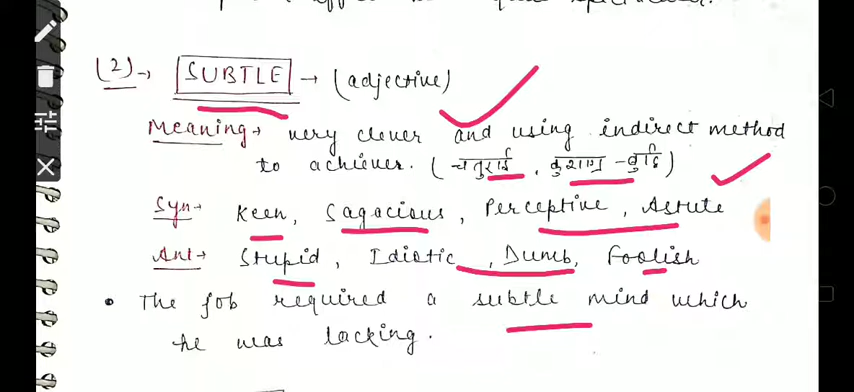 (2)→ SUBTLE → (adjective)
Meaning→ very clever and using indirect method
to achiever. (चतुराई, कुशाग्र-बुद्धि)
Syn→ Keen, Sagacious, Perceptive, Astute
Ant→ Stupid, Idiotic, Dumb, Foolish
• The job required a subtle mind which
he was lacking.